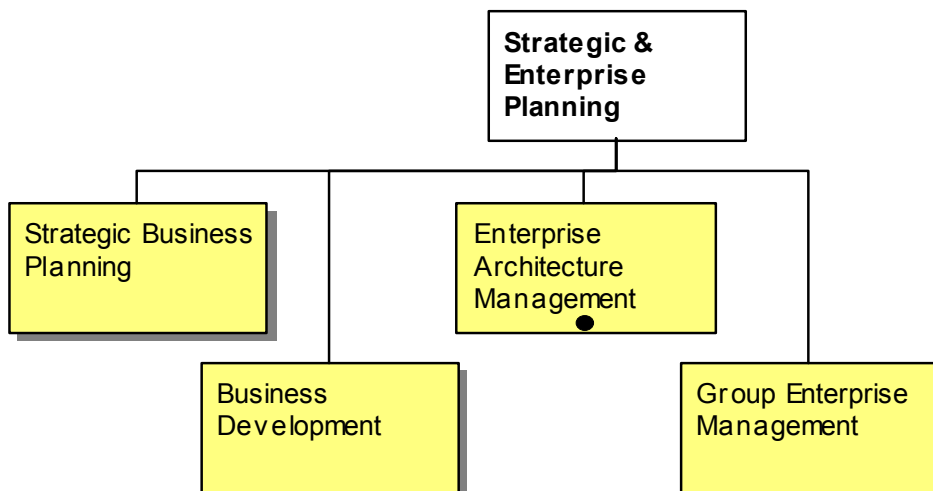 Strategic &
Enterprise
Planning
Strategic Business
Planning
Enterprise
Architecture
Management
Business
Development
Group Enterprise
Management